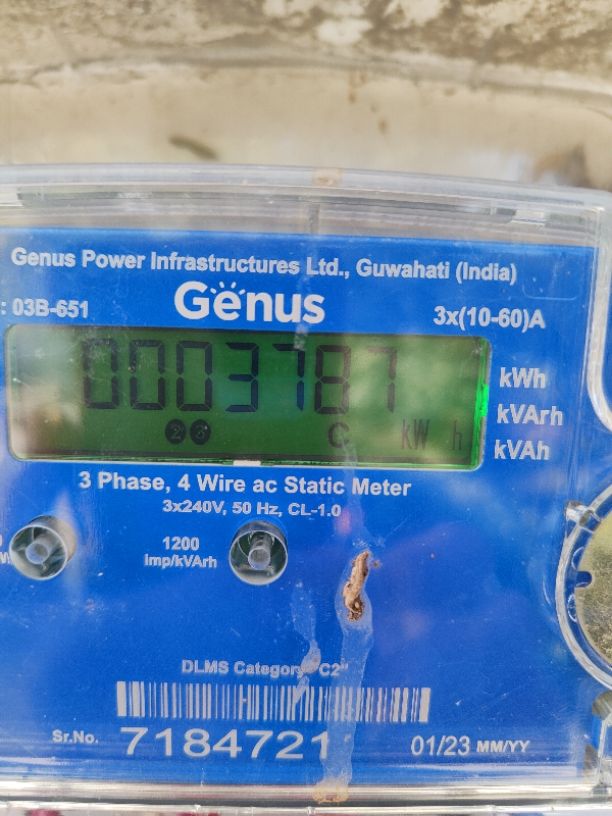 Genus Power Infrastructures Ltd., Guwahati (India)
: 03B-651
Genus
3x(10-60)A
0003787
kWh
kVArh
kVAh
C kW h
3 Phase, 4 Wire ac Static Meter
3x240V, 50 Hz, CL-1.0
1200
Imp/kVArh
DLMS Category "C2"
Sr.No. 7184721 01/23 MM/YY